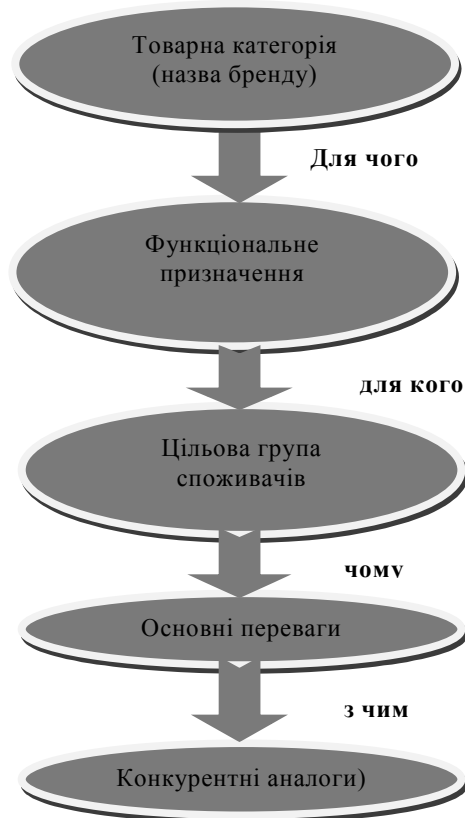 Товарна категорія
(назва бренду)
Для чого
Функціональне
призначення
для кого
Цільова група
споживачів
чому
Основні переваги
з чим
Конкурентні аналоги)